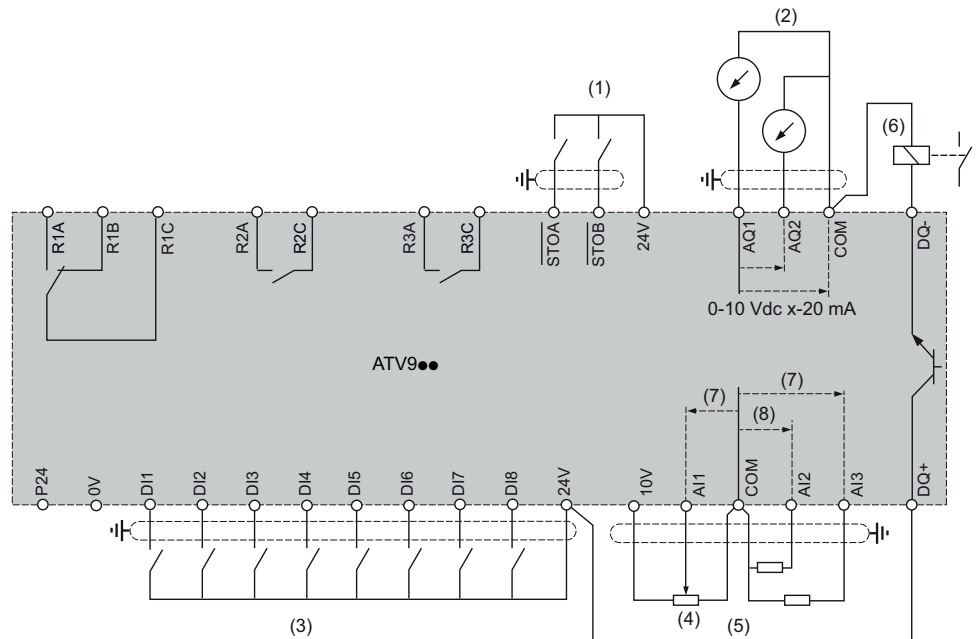 (2)
(1)
(6)
R1A
R1B
R1C
R2A
R2C
R3A
R3C
STOA
STOB
24V
AQ1
AQ2
COM
DQ-
0-10 Vdc x-20 mA
ATV9●●
(7)
(7)
(8)
P24
0V
DI1
DI2
DI3
DI4
DI5
DI6
DI7
DI8
24V
10V
AI1
COM
AI2
AI3
DQ+
(3)
(4)
(5)